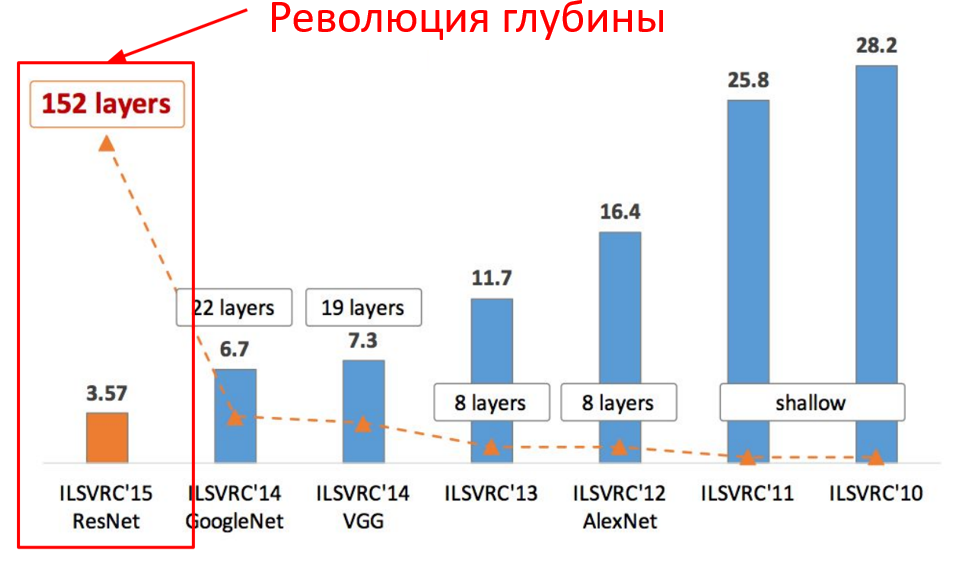 Революция глубины
152 layers
22 layers
19 layers
8 layers
8 layers
shallow
3.57
6.7
7.3
11.7
16.4
25.8
28.2
ILSVRC'15
ResNet
ILSVRC'14
GoogleNet
ILSVRC'14
VGG
ILSVRC'13
ILSVRC'12
AlexNet
ILSVRC'11
ILSVRC'10